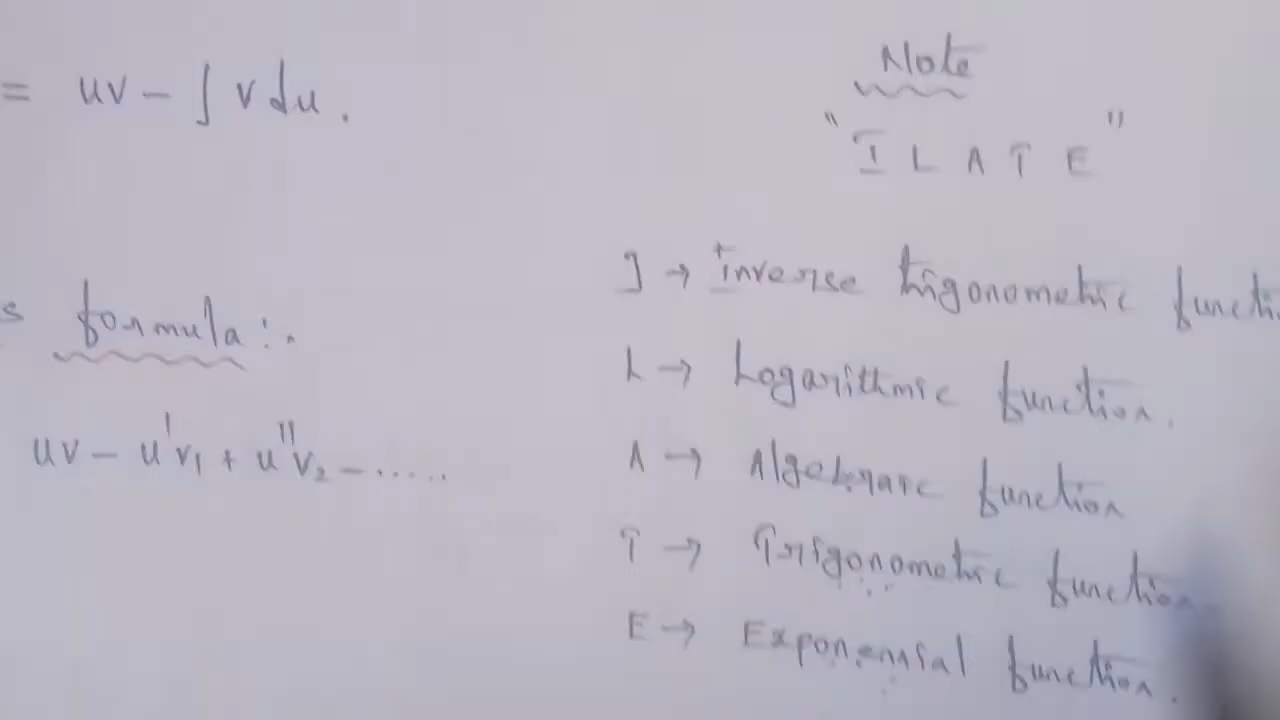 = uv - ∫ v du.
s formula :.
uv - u'v₁ + u''v₂ - .....
Note
" I L A T E "
I → Inverse trigonometric functi
L → Logarithmic function.
A → Algebraic function
T → Trigonometric function.
E → Exponential function.